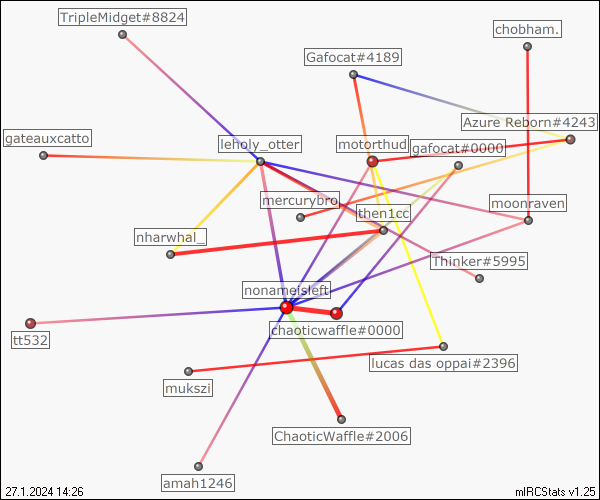 TripleMidget#8824
chobham.
Gafocat#4189
Azure Reborn#4243
gateauxcatto
leholy_otter
motorthud
gafocat#0000
mercurybro
moonraven
then1cc
nharwhal_
Thinker#5995
nonameisleft
chaoticwaffle#0000
tt532
lucas das oppai#2396
mukszi
ChaoticWaffle#2006
amah1246
27.1.2024 14:26
mIRCStats v1.25